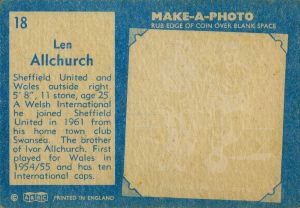 18
Len
Allchurch
Sheffield United and
Wales outside right.
5' 8", 11 stone, age 25.
A Welsh International
he joined Sheffield
United in 1961 from
his home town club
Swansea. The brother
of Ivor Allchurch. First
played for Wales in
1954/55 and has ten
International caps.
© A&BC PRINTED IN ENGLAND
MAKE-A-PHOTO
RUB EDGE OF COIN OVER BLANK SPACE